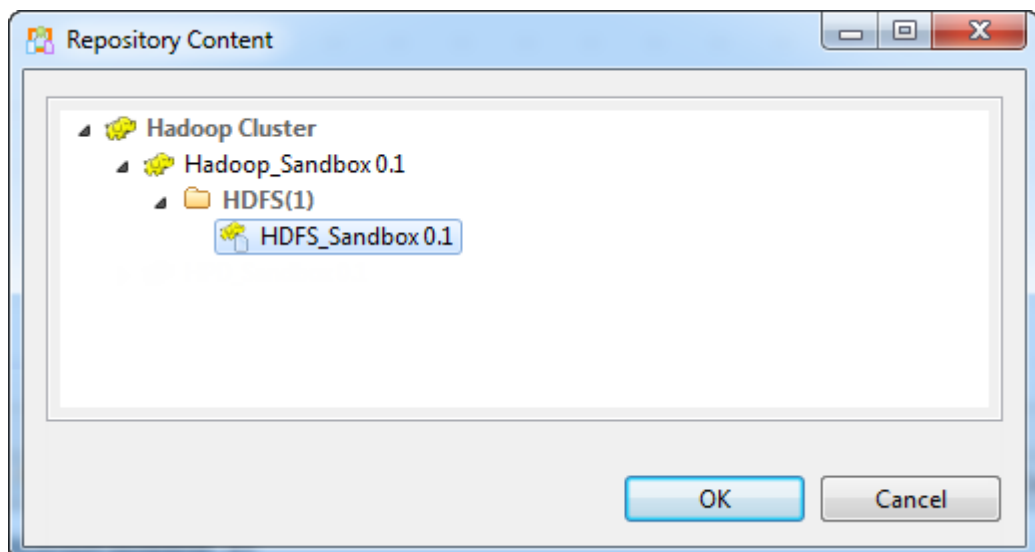 Repository Content
Hadoop Cluster
Hadoop_Sandbox 0.1
HDFS(1)
HDFS_Sandbox 0.1
OK
Cancel